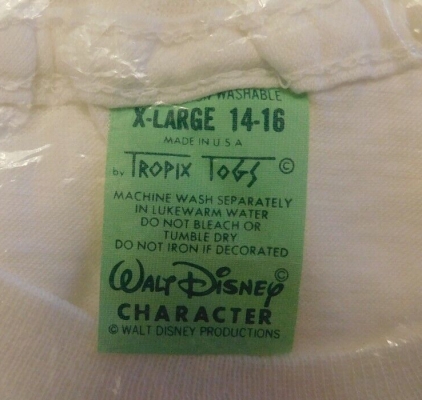 WASHABLE
X-LARGE 14-16
MADE IN U S A
by TROPIX TOGS ©
MACHINE WASH SEPARATELY
IN LUKEWARM WATER
DO NOT BLEACH OR
TUMBLE DRY
DO NOT IRON IF DECORATED
WALT DISNEY ©
CHARACTER
© WALT DISNEY PRODUCTIONS